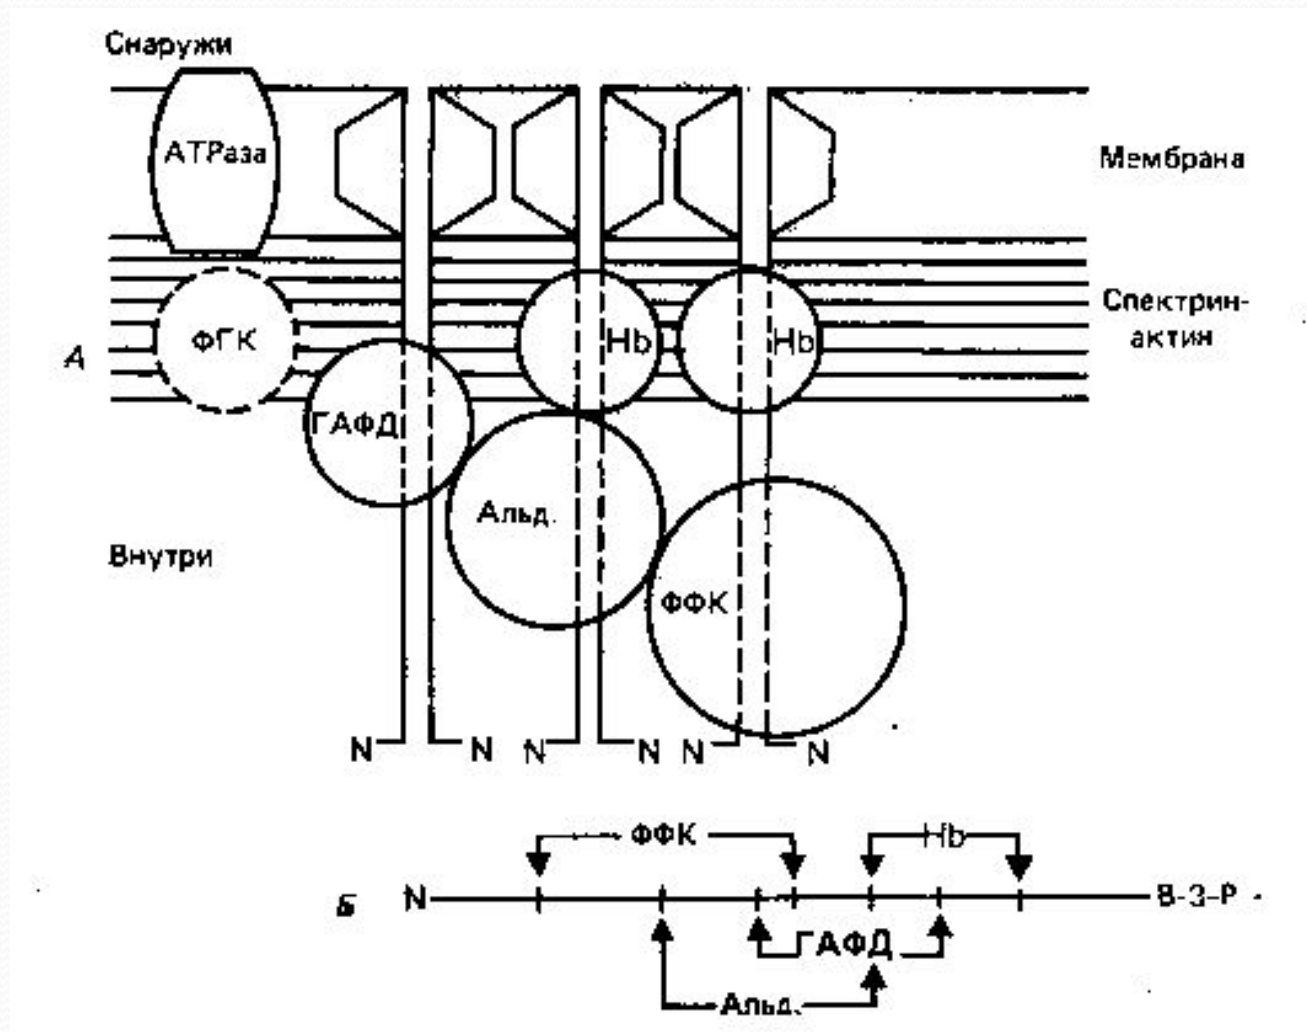 Снаружи
АТРаза
Мембрана
ФГК
Hb
Hb
Спектрин-
актин
А
ГАФД
Альд.
Внутри
ФФК
N N N N N N
ФФК Hb
Б N В-3-Р
ГАФД
Альд.